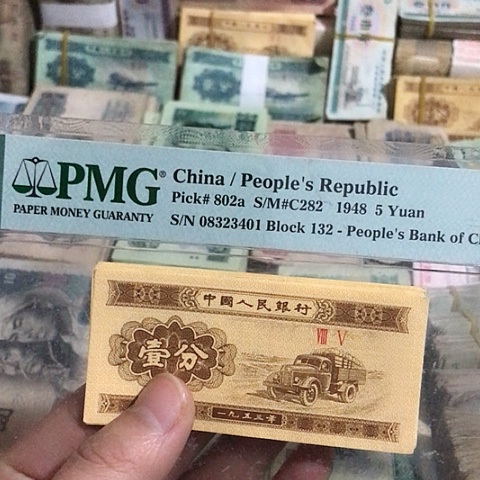 PMG®
PAPER MONEY GUARANTY
China / People's Republic
Pick# 802a S/M#C282 1948 5 Yuan
S/N 08323401 Block 132 - People's Bank of C
中國人民銀行
VIII V
壹分
一九五三年